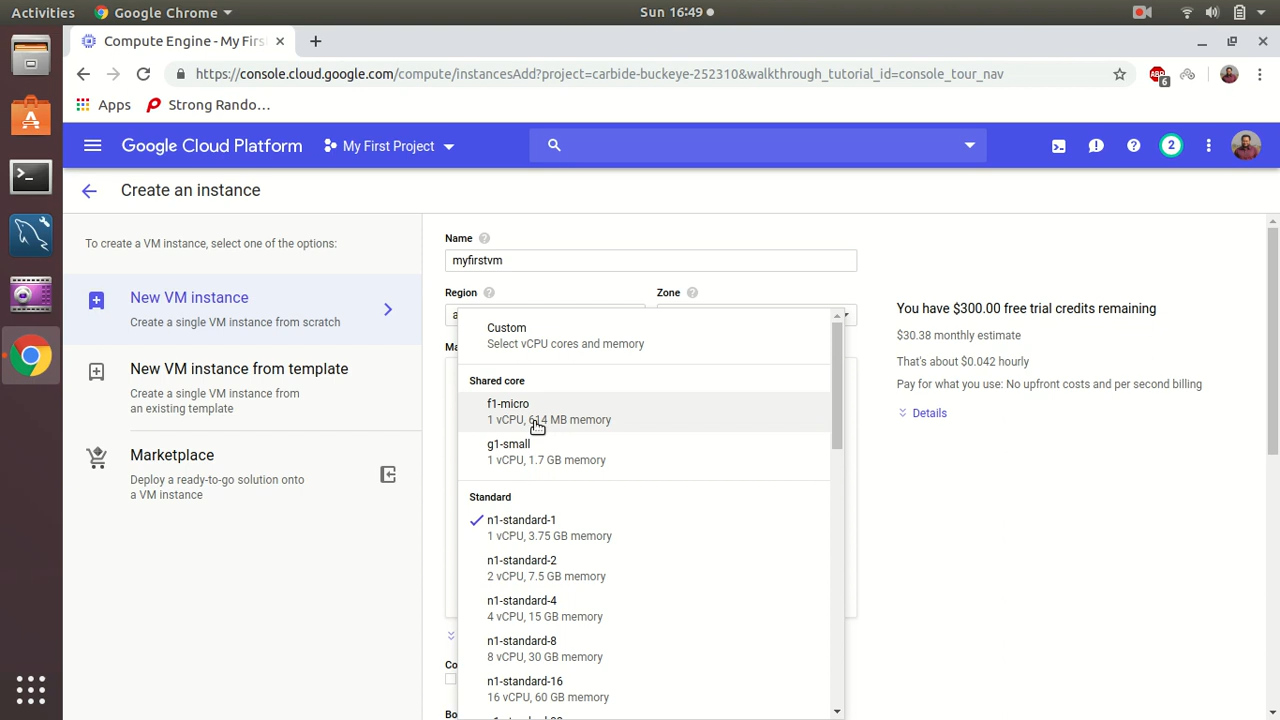 Activities
Google Chrome
Sun 16:49
Compute Engine - My Firs
https://console.cloud.google.com/compute/instancesAdd?project=carbide-buckeye-252310&walkthrough_tutorial_id=console_tour_nav
ABP
6
Apps
Strong Rando…
Google Cloud Platform
My First Project
2
Create an instance
To create a VM instance, select one of the options:
New VM instance
Create a single VM instance from scratch
New VM instance from template
Create a single VM instance from
an existing template
Marketplace
Deploy a ready-to-go solution onto
a VM instance
Name
myfirstvm
Region
Zone
a
Ma
Custom
Select vCPU cores and memory
Shared core
f1-micro
1 vCPU, 614 MB memory
g1-small
1 vCPU, 1.7 GB memory
Standard
n1-standard-1
1 vCPU, 3.75 GB memory
n1-standard-2
2 vCPU, 7.5 GB memory
n1-standard-4
4 vCPU, 15 GB memory
n1-standard-8
8 vCPU, 30 GB memory
n1-standard-16
16 vCPU, 60 GB memory
Co
Bo
You have $300.00 free trial credits remaining
$30.38 monthly estimate
That's about $0.042 hourly
Pay for what you use: No upfront costs and per second billing
Details